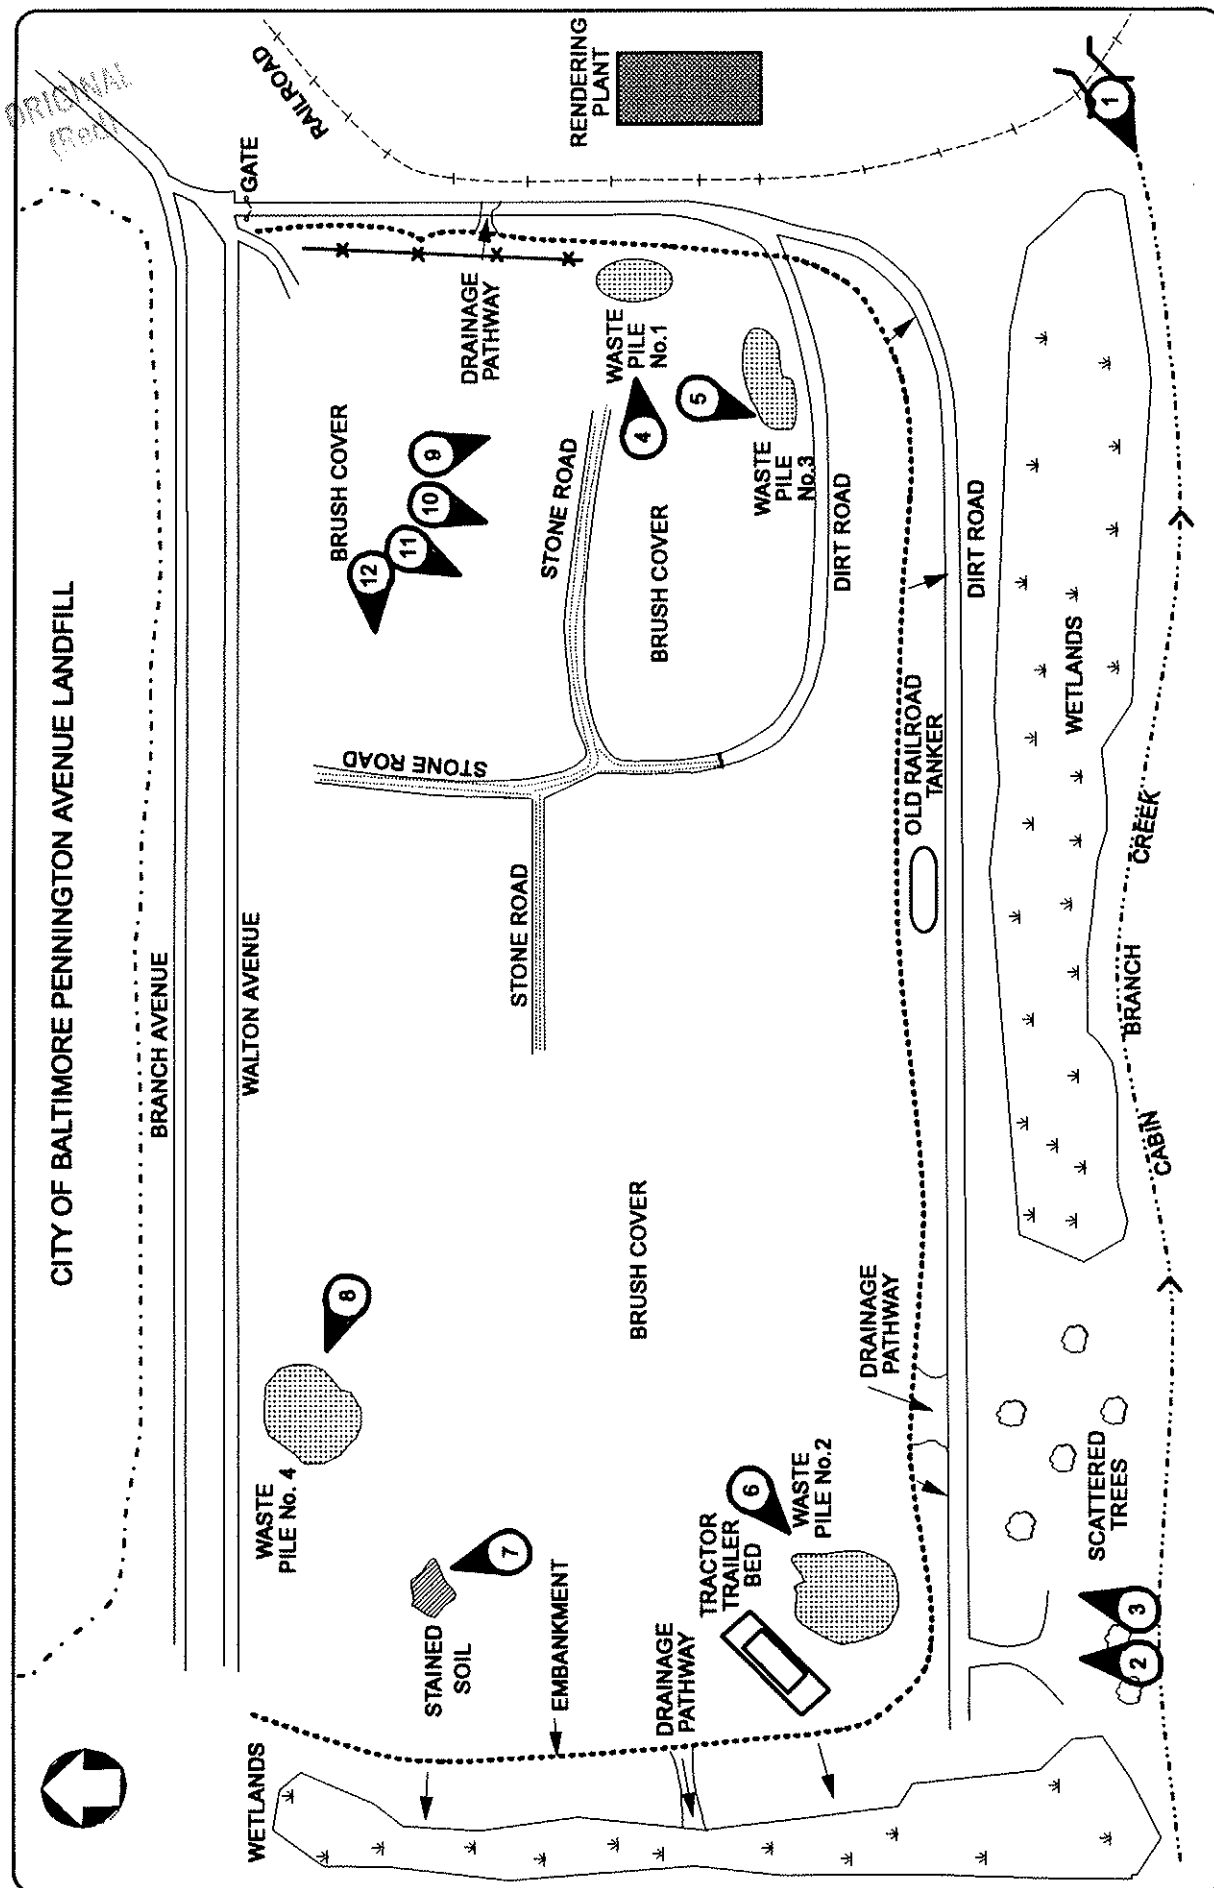 ORIGINAL
(Red)
CITY OF BALTIMORE PENNINGTON AVENUE LANDFILL
BRANCH AVENUE
WALTON AVENUE
GATE
RAILROAD
RENDERING
PLANT
WETLANDS
WASTE
PILE No. 4
8
BRUSH COVER
12
11
10
9
DRAINAGE
PATHWAY
STONE ROAD
STAINED
SOIL
7
EMBANKMENT
STONE ROAD
STONE ROAD
WASTE
PILE
No.1
4
5
BRUSH COVER
BRUSH COVER
DRAINAGE
PATHWAY
TRACTOR
TRAILER
BED
6
WASTE
PILE No.2
WASTE
PILE
No.3
DIRT ROAD
DRAINAGE
PATHWAY
OLD RAILROAD
TANKER
DIRT ROAD
SCATTERED
TREES
WETLANDS
2
3
CABIN
BRANCH
CREEK
1